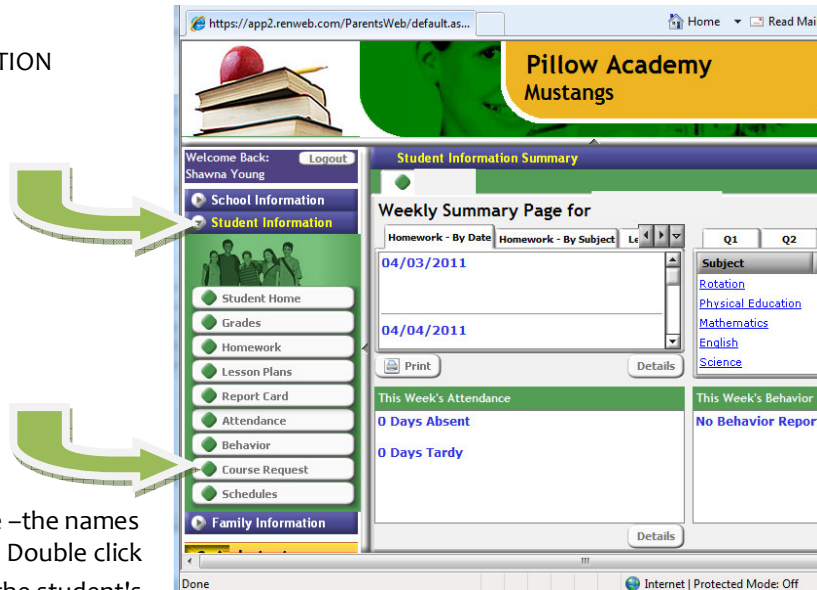 https://app2.renweb.com/ParentsWeb/default.as...
Home
Read Mai
TION
Pillow Academy
Mustangs
Welcome Back:
Logout
Shawna Young
School Information
Student Information
Student Home
Grades
Homework
Lesson Plans
Report Card
Attendance
Behavior
Course Request
Schedules
Family Information
Student Information Summary
Weekly Summary Page for
Homework - By Date
Homework - By Subject
Le
04/03/2011
04/04/2011
Print
Details
Q1
Q2
Subject
Rotation
Physical Education
Mathematics
English
Science
This Week's Attendance
0 Days Absent
0 Days Tardy
Details
This Week's Behavior
No Behavior Repor
e –the names
Double click
the student's
Done
Internet | Protected Mode: Off